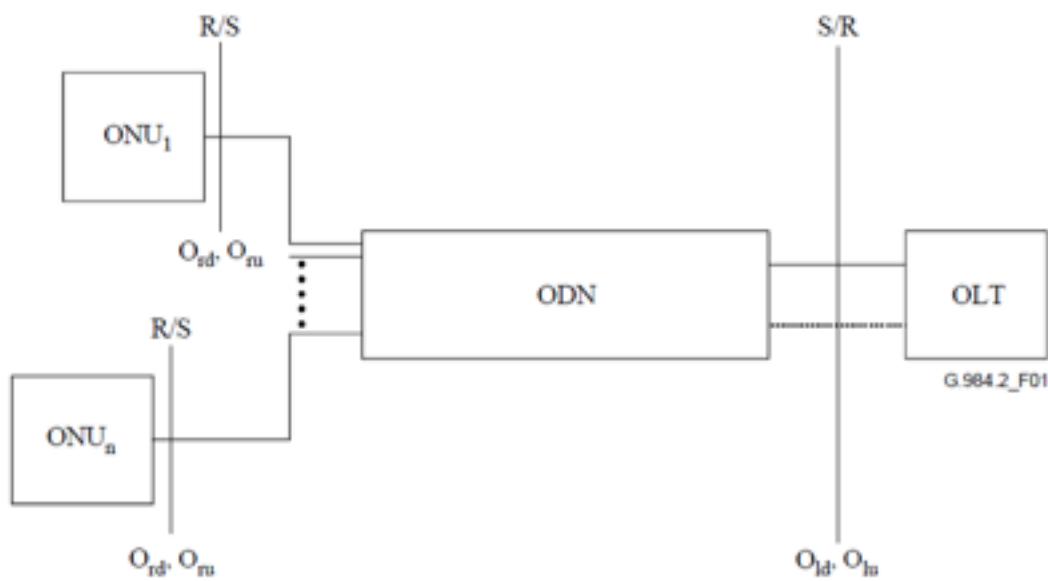 R/S
S/R
ONU₁
Oᵣd, Oᵣᵤ
ODN
OLT
R/S
G.984.2_F01
ONUₙ
Oᵣd, Oᵣᵤ
Oₗd, Oₗᵤ